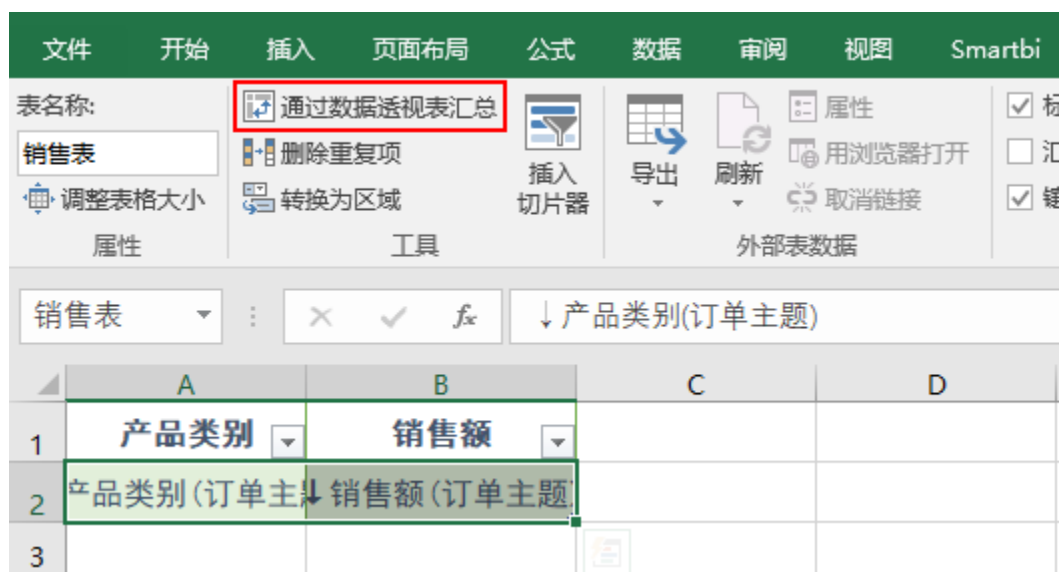 文件 开始 插入 页面布局 公式 数据 审阅 视图 Smartbi
表名称:
销售表
调整表格大小
属性
通过数据透视表汇总
删除重复项
转换为区域
工具
插入
切片器
导出
刷新
属性
用浏览器打开
取消链接
外部表数据
销售表 fx ↓产品类别(订单主题)
A B C D
1 产品类别 销售额
2 产品类别(订单主 ↓销售额(订单主题)
3